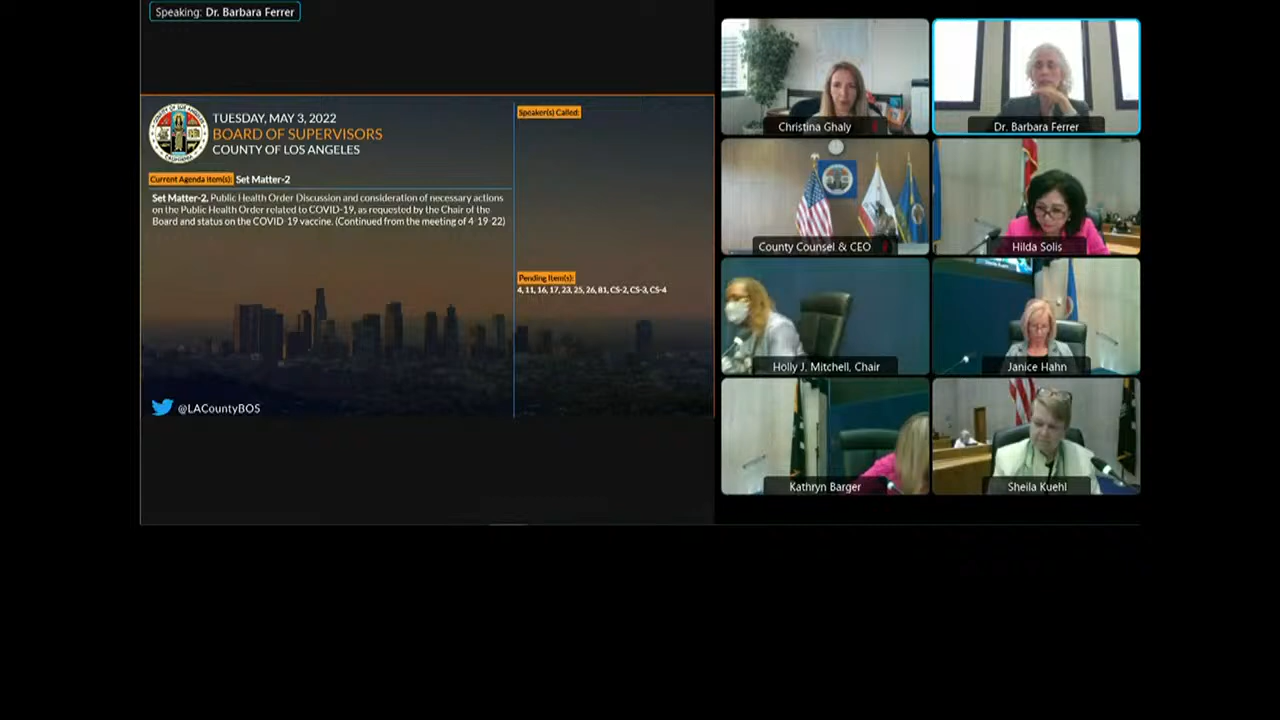 Speaking: Dr. Barbara Ferrer
TUESDAY, MAY 3, 2022
BOARD OF SUPERVISORS
COUNTY OF LOS ANGELES
Current Agenda Item(s): Set Matter-2
Set Matter-2. Public Health Order Discussion and consideration of necessary actions
on the Public Health Order related to COVID-19, as requested by the Chair of the
Board and status on the COVID-19 vaccine. (Continued from the meeting of 4-19-22)
@LACountyBOS
Speaker(s) Called:
Pending Item(s):
4, 11, 16, 17, 23, 25, 26, 81, CS-2, CS-3, CS-4
Christina Ghaly
Dr. Barbara Ferrer
County Counsel & CEO
Hilda Solis
Holly J. Mitchell, Chair
Janice Hahn
Kathryn Barger
Sheila Kuehl